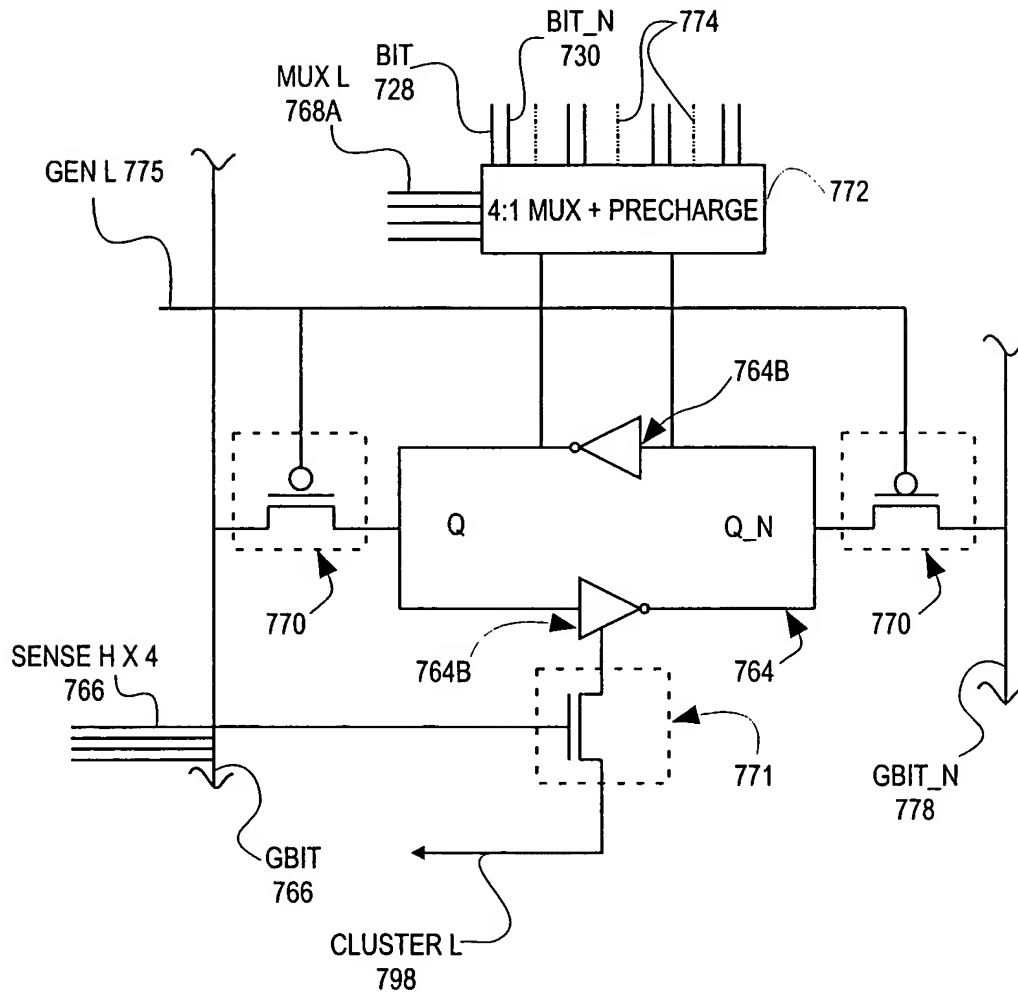 BIT_N
730
774
BIT
728
MUX L
768A
GEN L 775
4:1 MUX + PRECHARGE
772
764B
Q
Q_N
770
764B
764
770
SENSE H X 4
766
771
GBIT_N
778
GBIT
766
CLUSTER L
798